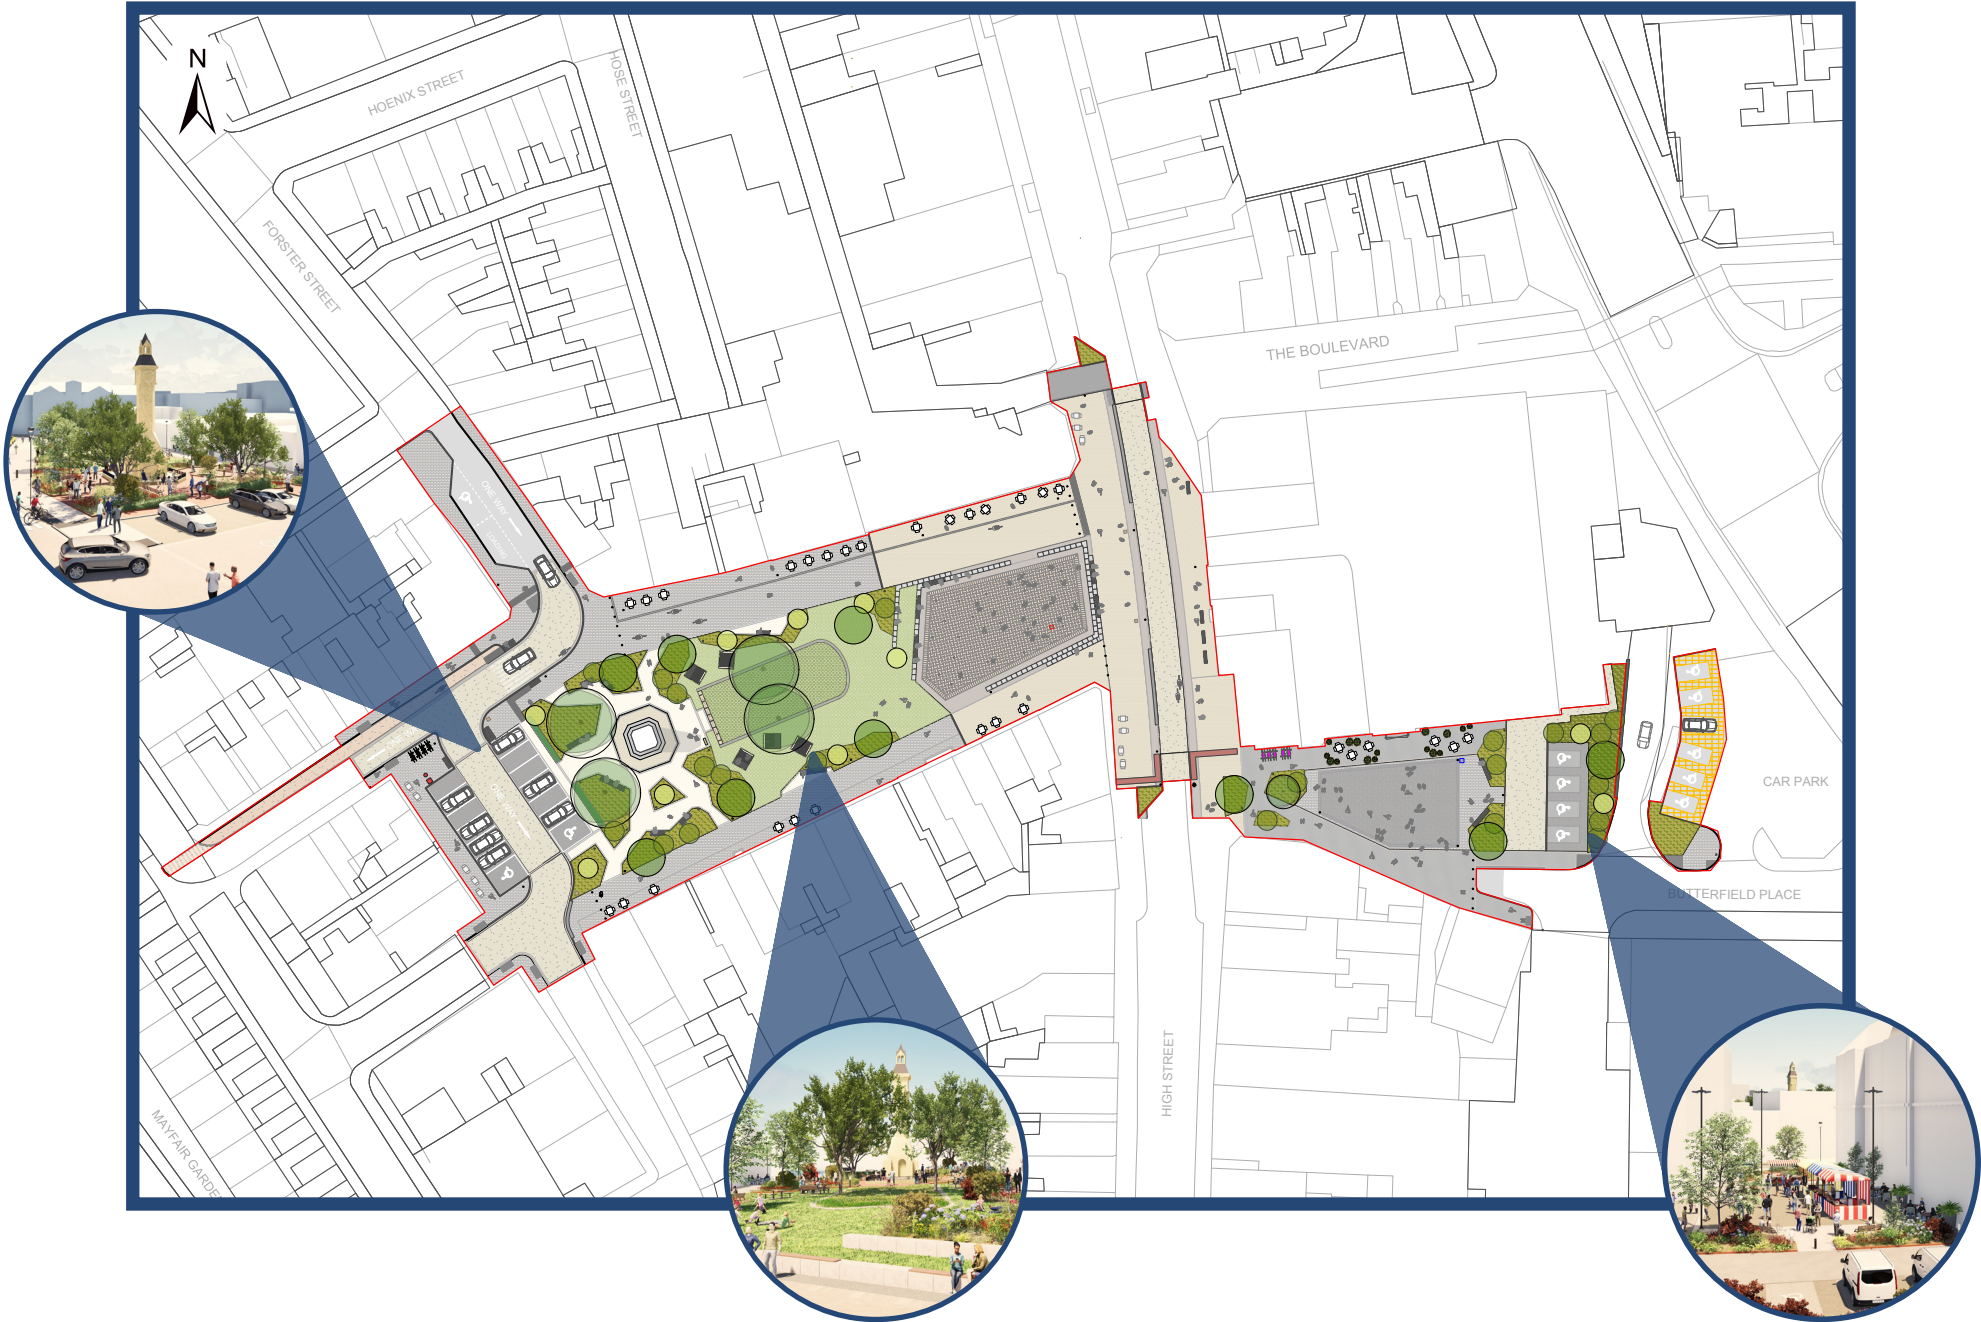 N
HOENIX STREET
HOSE STREET
FORSTER STREET
THE BOULEVARD
ONE WAY
LOADING
ONE WAY
CAR PARK
BUTTERFIELD PLACE
HIGH STREET
MAYFAIR GARDE